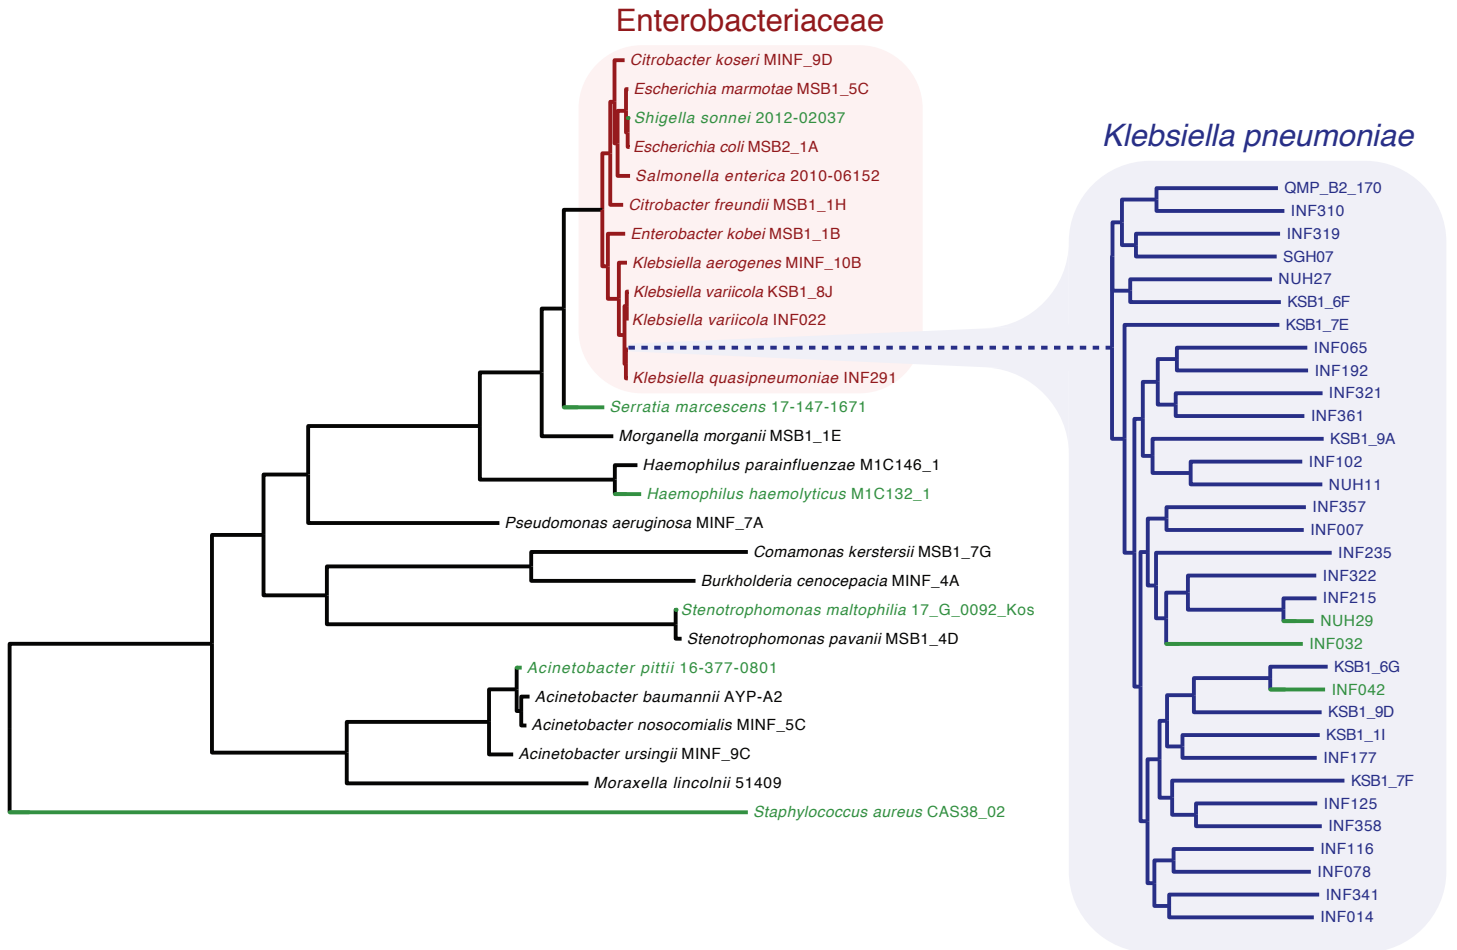 Enterobacteriaceae
Citrobacter koseri MINF_9D
Escherichia marmotae MSB1_5C
Shigella sonnei 2012-02037
Escherichia coli MSB2_1A
Salmonella enterica 2010-06152
Citrobacter freundii MSB1_1H
Enterobacter kobei MSB1_1B
Klebsiella aerogenes MINF_10B
Klebsiella variicola KSB1_8J
Klebsiella variicola INF022
Klebsiella quasipneumoniae INF291
Serratia marcescens 17-147-1671
Morganella morganii MSB1_1E
Haemophilus parainfluenzae M1C146_1
Haemophilus haemolyticus M1C132_1
Pseudomonas aeruginosa MINF_7A
Comamonas kerstersii MSB1_7G
Burkholderia cenocepacia MINF_4A
Stenotrophomonas maltophilia 17_G_0092_Kos
Stenotrophomonas pavanii MSB1_4D
Acinetobacter pittii 16-377-0801
Acinetobacter baumannii AYP-A2
Acinetobacter nosocomialis MINF_5C
Acinetobacter ursingii MINF_9C
Moraxella lincolnii 51409
Staphylococcus aureus CAS38_02
Klebsiella pneumoniae
QMP_B2_170
INF310
INF319
SGH07
NUH27
KSB1_6F
KSB1_7E
INF065
INF192
INF321
INF361
KSB1_9A
INF102
NUH11
INF357
INF007
INF235
INF322
INF215
NUH29
INF032
KSB1_6G
INF042
KSB1_9D
KSB1_1I
INF177
KSB1_7F
INF125
INF358
INF116
INF078
INF341
INF014